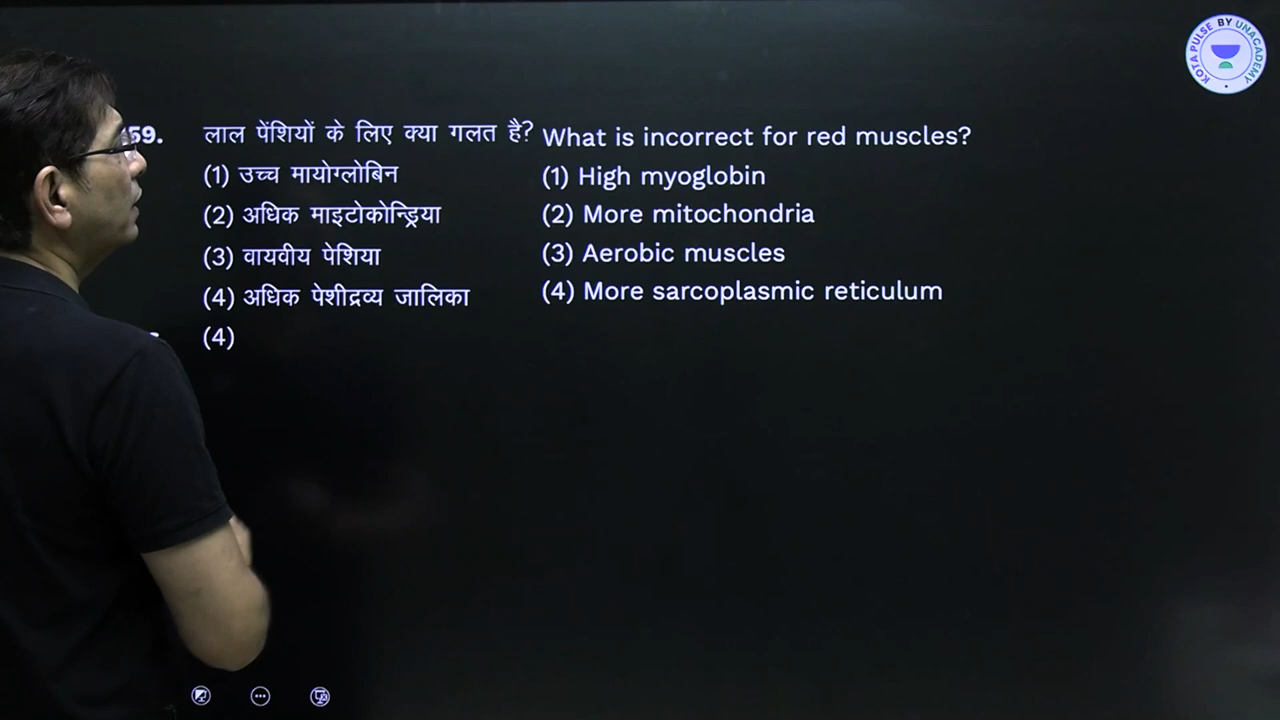 59.
लाल पेंशियों के लिए क्या गलत है?
(1) उच्च मायोग्लोबिन
(2) अधिक माइटोकोन्ड्रिया
(3) वायवीय पेशिया
(4) अधिक पेशीद्रव्य जालिका
(4)
What is incorrect for red muscles?
(1) High myoglobin
(2) More mitochondria
(3) Aerobic muscles
(4) More sarcoplasmic reticulum
KOTA PULSE BY UNACADEMY